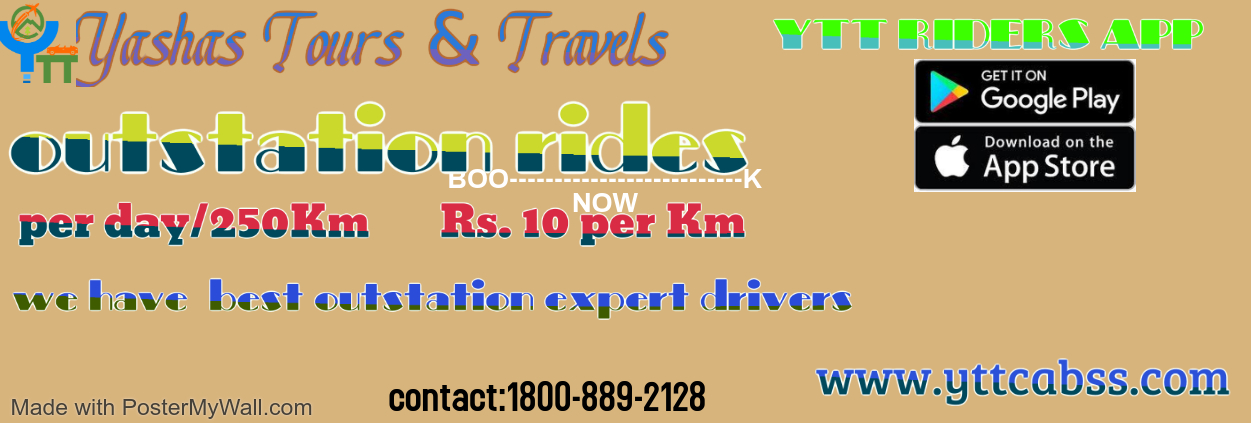 YTT
Yashas Tours & Travels
YTT RIDERS APP
GET IT ON
Google Play
Download on the
App Store
outstation rides
BOO--------------------------K
NOW
per day/250Km Rs. 10 per Km
we have best outstation expert drivers
www.yttcabss.com
contact:1800-889-2128
Made with PosterMyWall.com